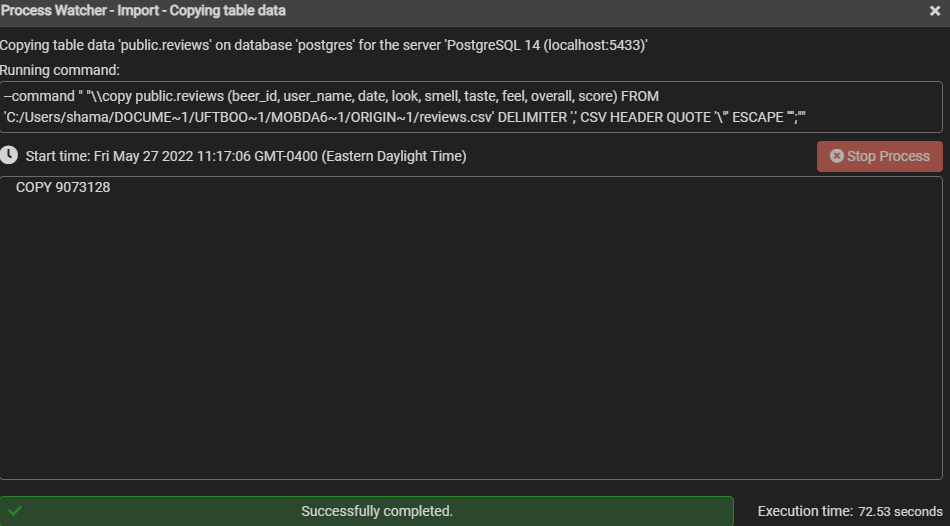 Process Watcher - Import - Copying table data
Copying table data 'public.reviews' on database 'postgres' for the server 'PostgreSQL 14 (localhost:5433)'
Running command:
--command " "\\copy public.reviews (beer_id, user_name, date, look, smell, taste, feel, overall, score) FROM
'C:/Users/shama/DOCUME~1/UFTBOO~1/MOBDA6~1/ORIGIN~1/reviews.csv' DELIMITER ',' CSV HEADER QUOTE '\"' ESCAPE '''';""
Start time: Fri May 27 2022 11:17:06 GMT-0400 (Eastern Daylight Time)
Stop Process
COPY 9073128
Successfully completed.
Execution time: 72.53 seconds